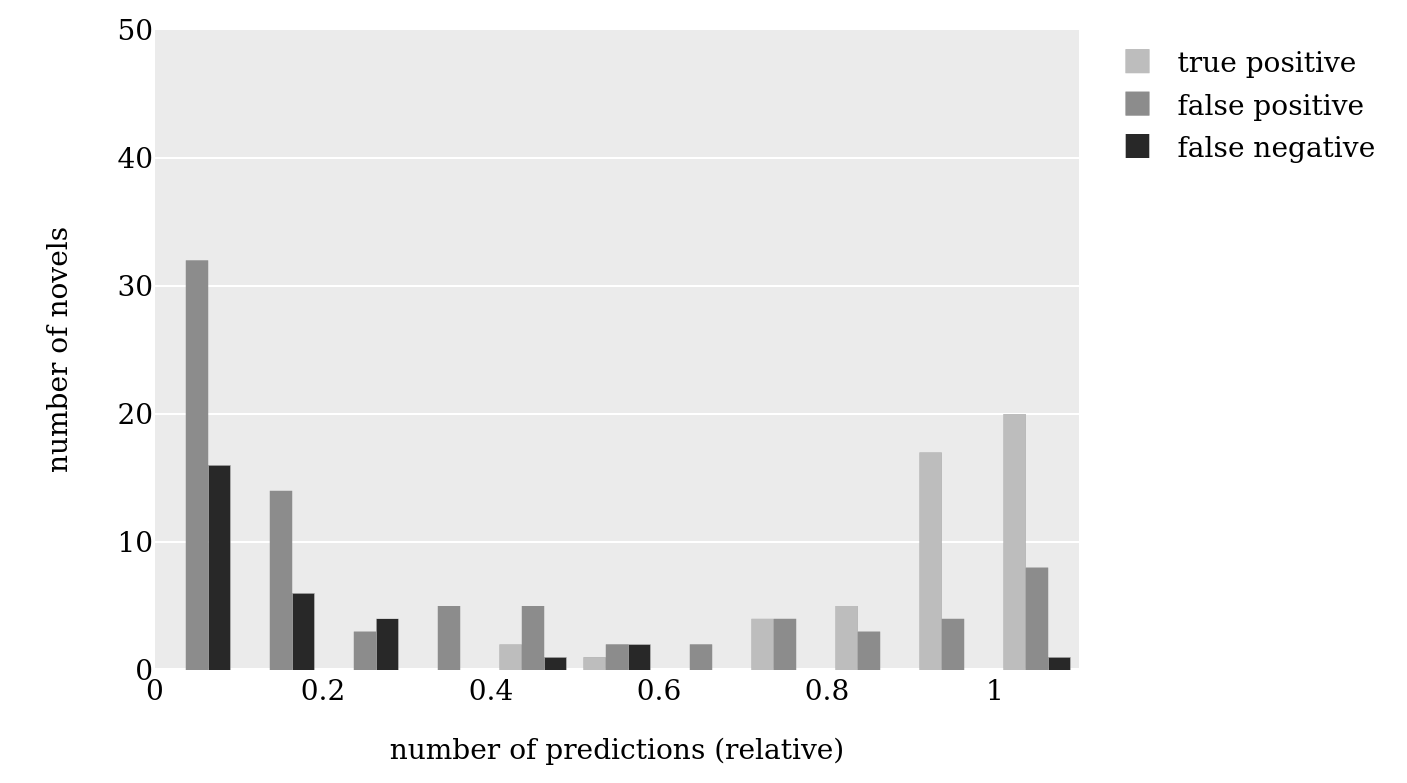 50
40
30
20
10
0
number of novels
0 0.2 0.4 0.6 0.8 1
number of predictions (relative)
true positive
false positive
false negative